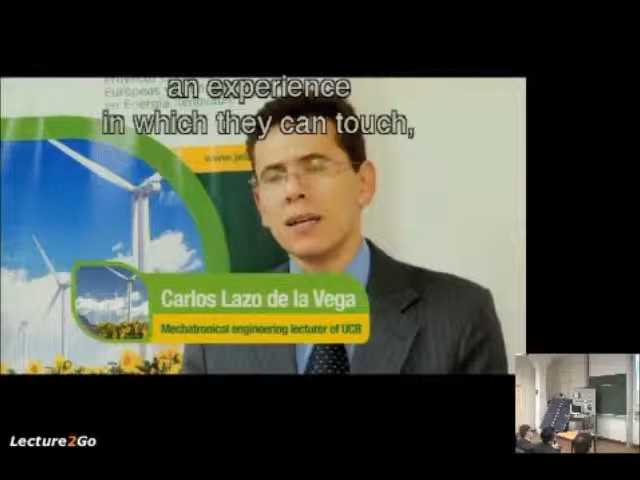 an experience
in which they can touch,
Carlos Lazo de la Vega
Mechatronical engineering lecturer of UCB
Lecture2Go